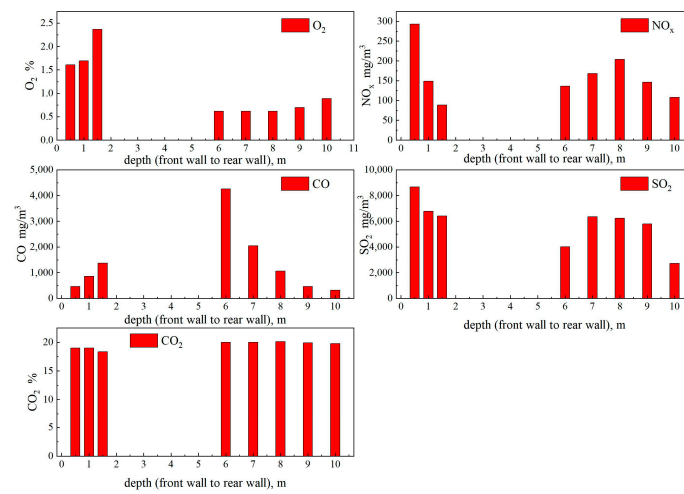 2.5
2.0
1.5
1.0
0.5
0.0
O₂ %
O₂
0 1 2 3 4 5 6 7 8 9 10 11
depth (front wall to rear wall), m
300
250
200
150
100
50
0
NOₓ mg/m³
NOₓ
0 1 2 3 4 5 6 7 8 9 10
depth (front wall to rear wall), m
5,000
4,000
3,000
2,000
1,000
0
CO mg/m³
CO
0 1 2 3 4 5 6 7 8 9 10
depth (front wall to rear wall), m
10,000
8,000
6,000
4,000
2,000
0
SO₂ mg/m³
SO₂
0 1 2 3 4 5 6 7 8 9 10
depth (front wall to rear wall), m
20
15
10
5
0
CO₂ %
CO₂
0 1 2 3 4 5 6 7 8 9 10
depth (front wall to rear wall), m